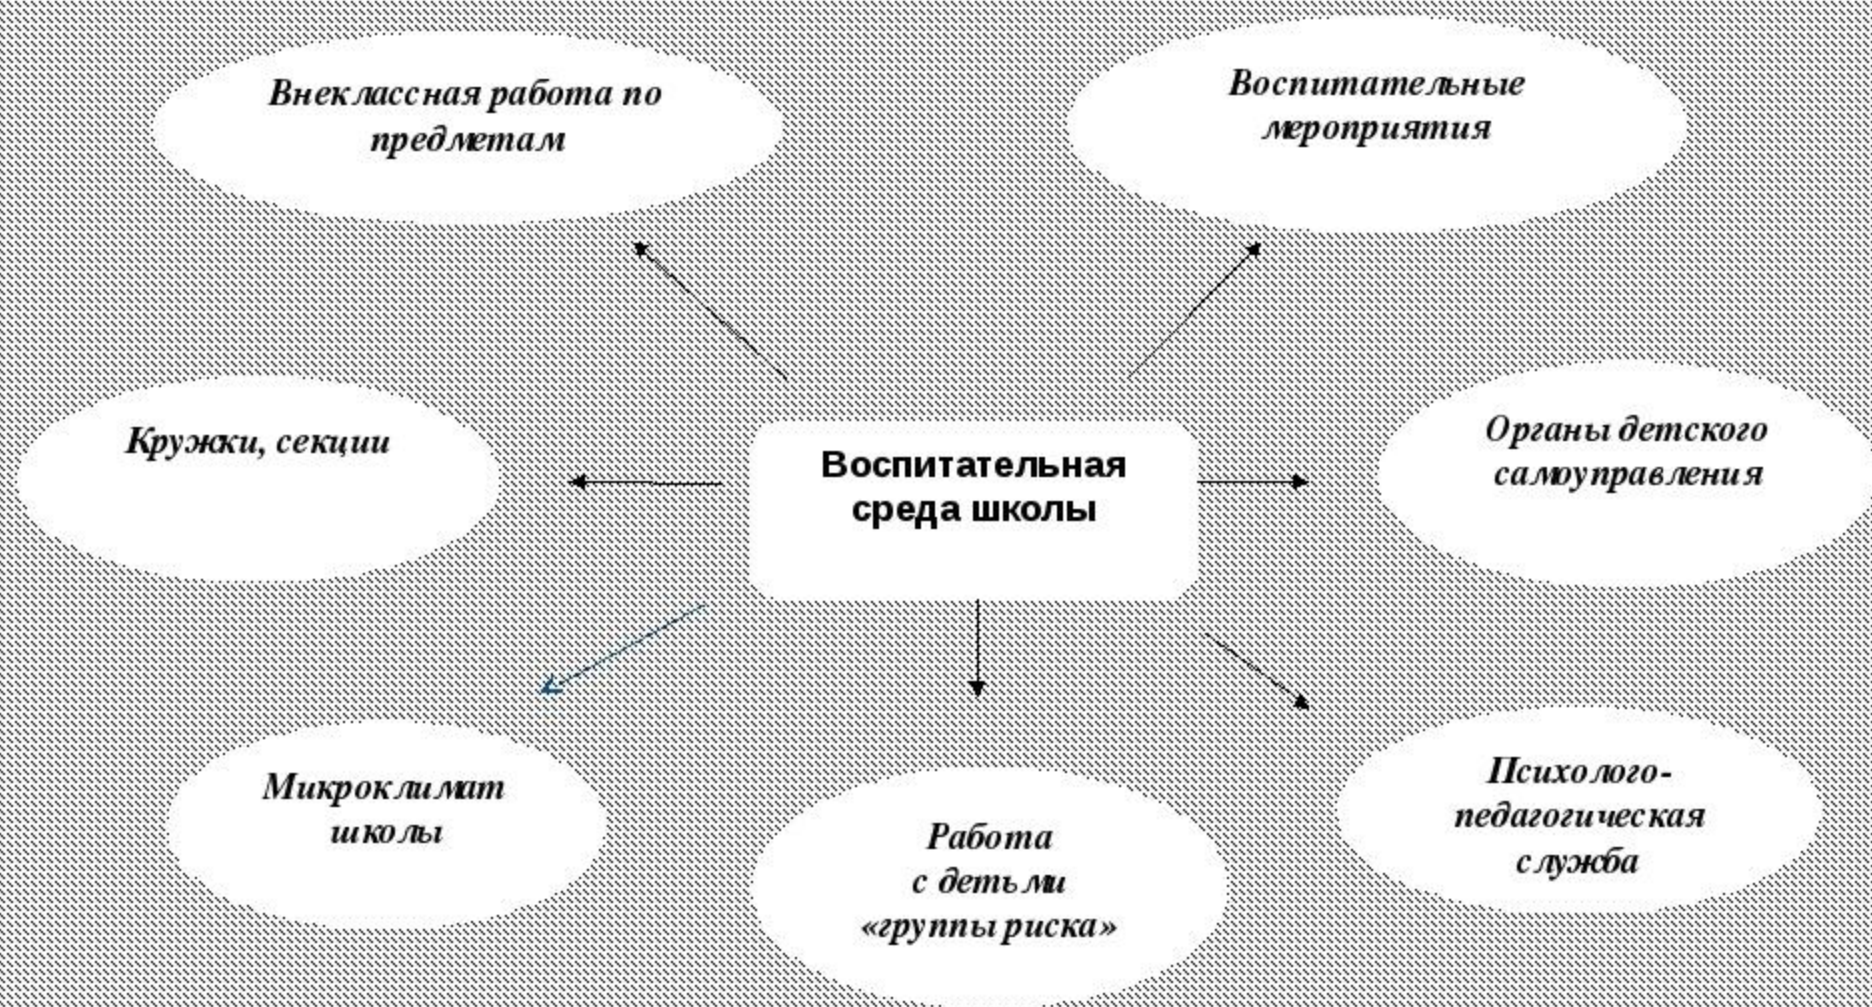 Внеклассная работа по
предметам
Воспитательные
мероприятия
Кружки, секции
Воспитательная
среда школы
Органы детского
самоуправления
Микроклимат
школы
Работа
с детьми
«группы риска»
Психолого-
педагогическая
служба